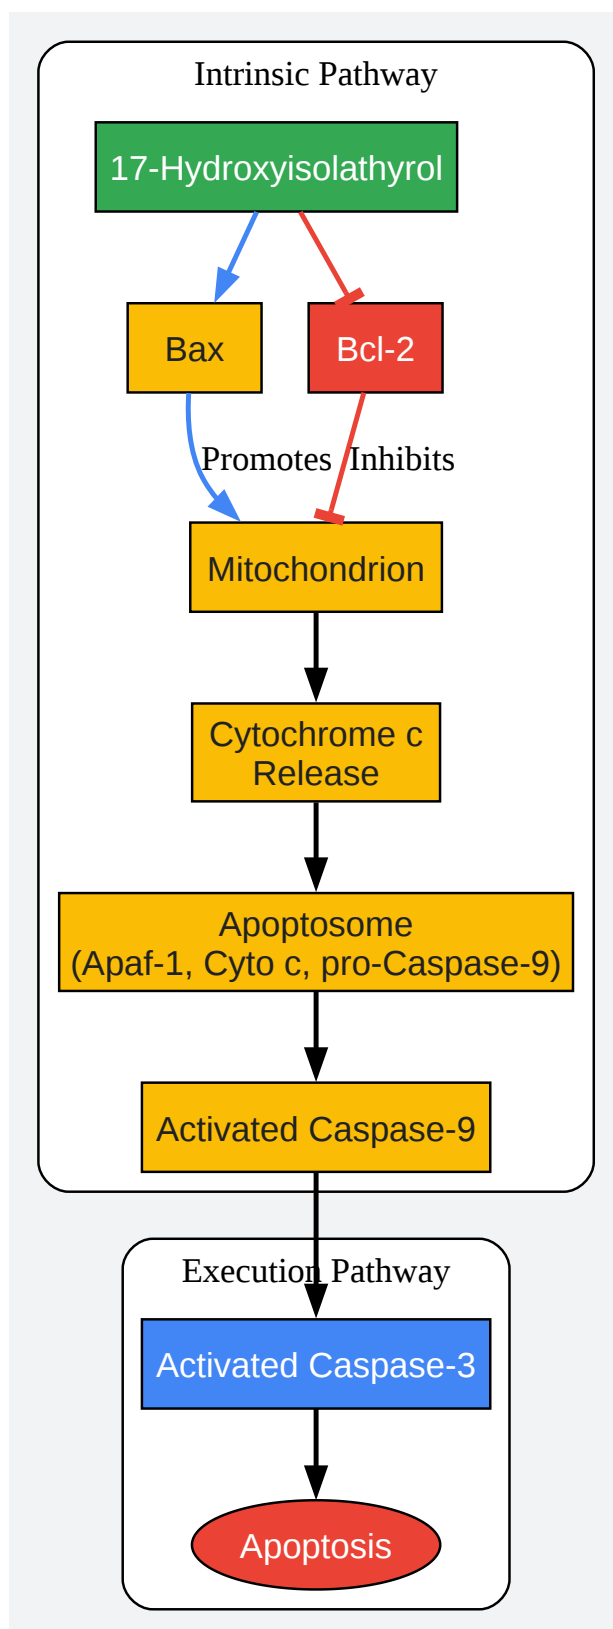 Intrinsic Pathway
17-Hydroxyisolathyrol
Bax
Bcl-2
Promotes
Inhibits
Mitochondrion
Cytochrome c
Release
Apoptosome
(Apaf-1, Cyto c, pro-Caspase-9)
Activated Caspase-9
Execution Pathway
Activated Caspase-3
Apoptosis